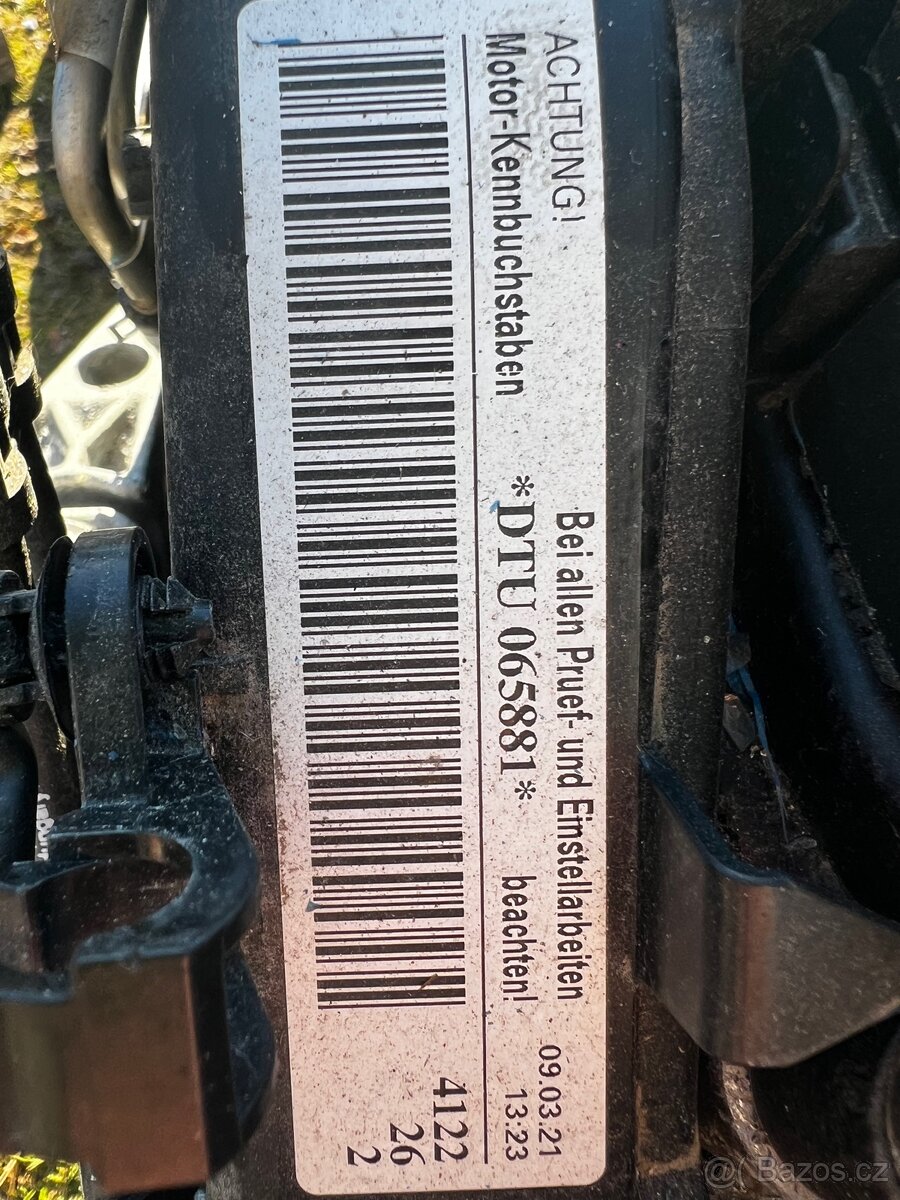 ACHTUNG! Bei allen Pruef- und Einstellarbeiten 09.03.21
Motor-Kennbuchstaben *DTU 065881* beachten! 13:23
4122
26
2
@( Bazos.cz